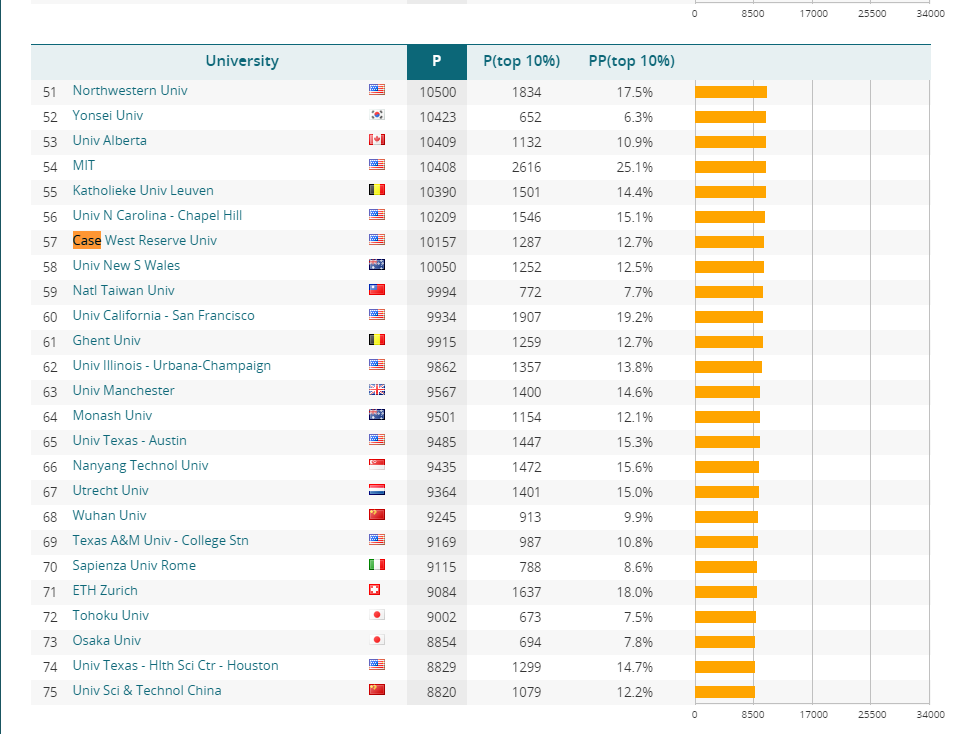 0 8500 17000 25500 34000
University P P(top 10%) PP(top 10%)
51 Northwestern Univ 10500 1834 17.5%
52 Yonsei Univ 10423 652 6.3%
53 Univ Alberta 10409 1132 10.9%
54 MIT 10408 2616 25.1%
55 Katholieke Univ Leuven 10390 1501 14.4%
56 Univ N Carolina - Chapel Hill 10209 1546 15.1%
57 Case West Reserve Univ 10157 1287 12.7%
58 Univ New S Wales 10050 1252 12.5%
59 Natl Taiwan Univ 9994 772 7.7%
60 Univ California - San Francisco 9934 1907 19.2%
61 Ghent Univ 9915 1259 12.7%
62 Univ Illinois - Urbana-Champaign 9862 1357 13.8%
63 Univ Manchester 9567 1400 14.6%
64 Monash Univ 9501 1154 12.1%
65 Univ Texas - Austin 9485 1447 15.3%
66 Nanyang Technol Univ 9435 1472 15.6%
67 Utrecht Univ 9364 1401 15.0%
68 Wuhan Univ 9245 913 9.9%
69 Texas A&M Univ - College Stn 9169 987 10.8%
70 Sapienza Univ Rome 9115 788 8.6%
71 ETH Zurich 9084 1637 18.0%
72 Tohoku Univ 9002 673 7.5%
73 Osaka Univ 8854 694 7.8%
74 Univ Texas - Hlth Sci Ctr - Houston 8829 1299 14.7%
75 Univ Sci & Technol China 8820 1079 12.2%
0 8500 17000 25500 34000